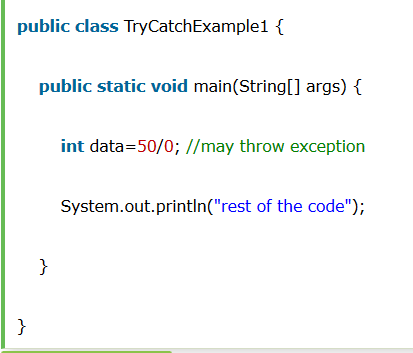 public class TryCatchExample1 {
public static void main(String[] args) {
int data=50/0; //may throw exception
System.out.println("rest of the code");
}
}